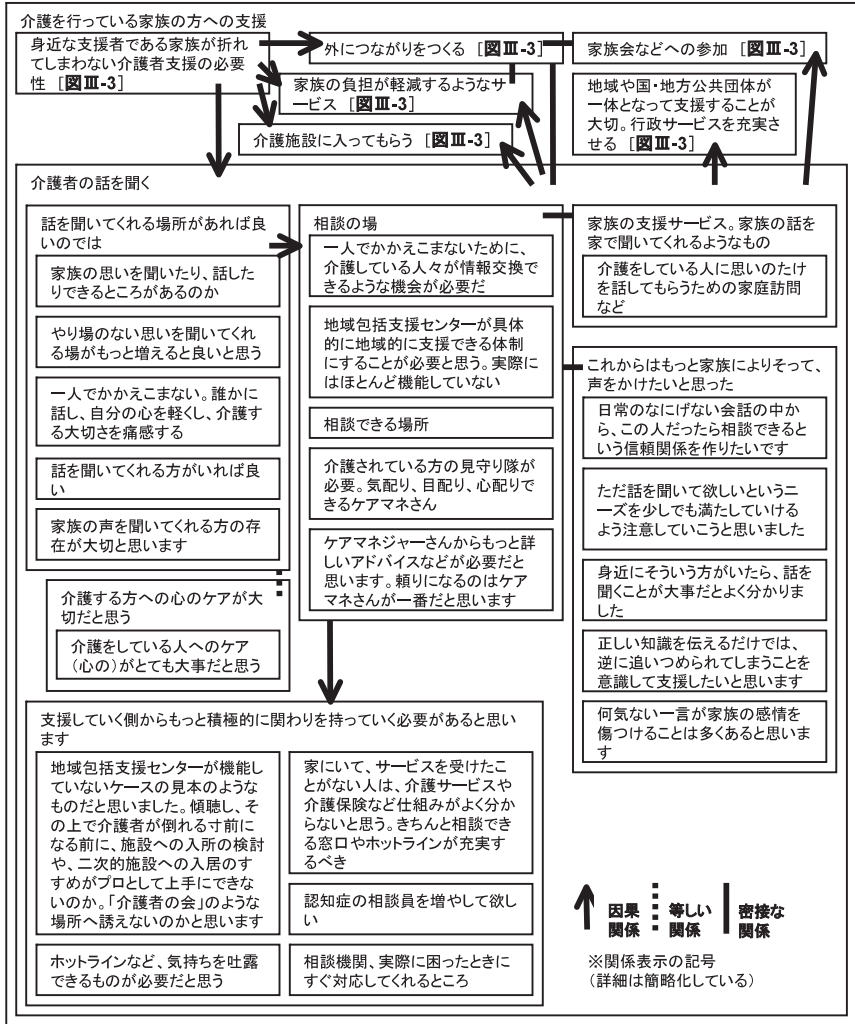 介護を行っている家族の方への支援
身近な支援者である家族が折れ
てしまわない介護者支援の必要
性 [図Ⅲ-3]
外につながりをつくる [図Ⅲ-3]
家族会などへの参加 [図Ⅲ-3]
家族の負担が軽減するようなサ
ービス [図Ⅲ-3]
介護施設に入ってもらう [図Ⅲ-3]
地域や国・地方公共団体が
一体となって支援することが
大切。行政サービスを充実さ
せる [図Ⅲ-3]
介護者の話を聞く
話を聞いてくれる場所があれば良
いのでは
家族の思いを聞いたり、話した
りできるところがあるのか
やり場のない思いを聞いてくれ
る場がもっと増えると良いと思う
一人でかかえこまない。誰かに
話し、自分の心を軽くし、介護す
る大切さを痛感する
話を聞いてくれる方がいれば良
い
家族の声を聞いてくれる方の存
在が大切と思います
介護する方への心のケアが大
切だと思う
介護をしている人へのケア
(心の)がとても大事だと思う
相談の場
一人でかかえこまないために、
介護している人々が情報交換で
きるような機会が必要だ
地域包括支援センターが具体
的に地域的に支援できる体制
にすることが必要と思う。実際に
はほとんど機能していない
相談できる場所
介護されている方の見守り隊が
必要。気配り、目配り、心配りで
きるケアマネさん
ケアマネジャーさんからもっと詳
しいアドバイスなどが必要だと
思います。頼りになるのはケア
マネさんが一番だと思います
家族の支援サービス。家族の話を
家で聞いてくれるようなもの
介護をしている人に思いのたけ
を話してもらうための家庭訪問
など
これからはもっと家族によりそって、
声をかけたいと思った
日常のなにげない会話の中か
ら、この人だったら相談できると
いう信頼関係を作りたいです
ただ話を聞いて欲しいというニ
ーズを少しでも満たしていける
よう注意していこうと思いました
身近にそういう方がいたら、話を
聞くことが大事だとよく分かりま
した
正しい知識を伝えるだけでは、
逆に追いつめられてしまうことを
意識して支援したいと思います
何気ない一言が家族の感情を
傷つけることは多くあると思いま
す
支援していく側からもっと積極的に関わりを持っていく必要があると思い
ます
地域包括支援センターが機能し
ていないケースの見本のような
ものだと思いました。傾聴し、そ
の上で介護者が倒れる寸前に
なる前に、施設への入所の検討
や、二次的施設への入居のす
すめがプロとして上手にできな
いのか。「介護者の会」のような
場所へ誘えないのかと思います
ホットラインなど、気持ちを吐露
できるものが必要だと思う
家にいて、サービスを受けたこ
とがない人は、介護サービスや
介護保険など仕組みがよく分か
らないと思う。きちんと相談でき
る窓口やホットラインが充実す
るべき
認知症の相談員を増やして欲し
い
相談機関、実際に困ったときに
すぐ対応してくれるところ
因果
関係
等しい
関係
密接な
関係
※関係表示の記号
(詳細は簡略化している)